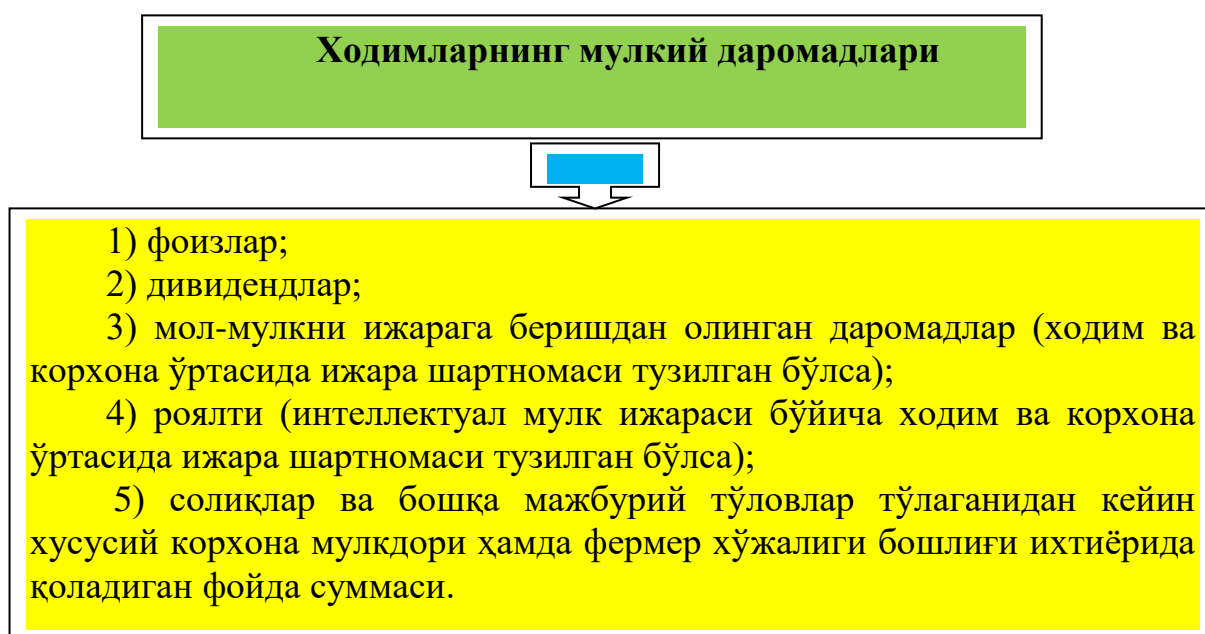 Ходимларнинг мулкий даромадлари
1) фоизлар;
2) дивидендлар;
3) мол-мулкни ижарага беришдан олинган даромадлар (ходим ва
корхона ўртасида ижара шартномаси тузилган бўлса);
4) роялти (интеллектуал мулк ижараси бўйича ходим ва корхона
ўртасида ижара шартномаси тузилган бўлса);
5) солиқлар ва бошқа мажбурий тўловлар тўлаганидан кейин
хусусий корхона мулкдори ҳамда фермер хўжалиги бошлиғи ихтиёрида
қоладиган фойда суммаси.